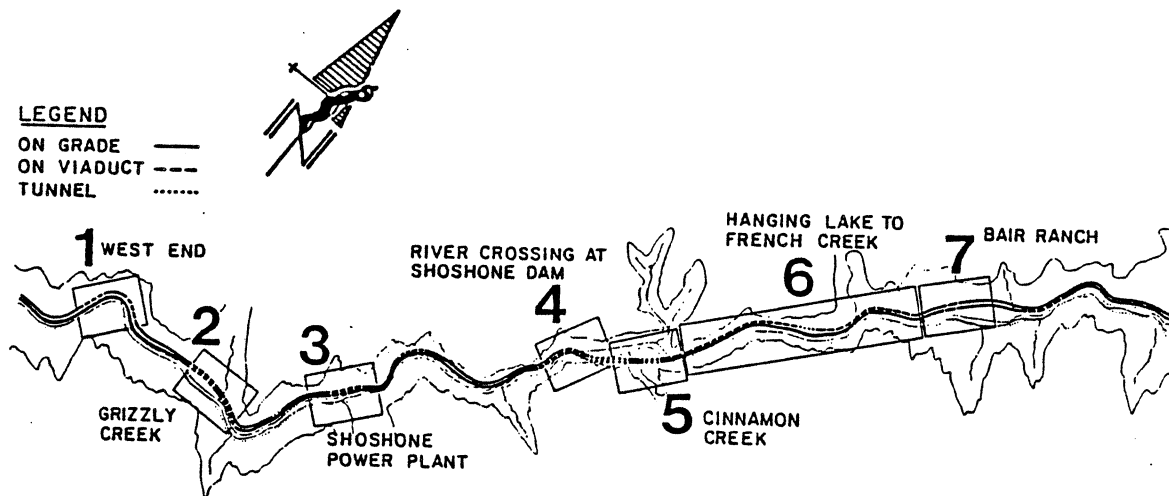 LEGEND
ON GRADE
ON VIADUCT
TUNNEL
1 WEST END
2
GRIZZLY
CREEK
3
SHOSHONE
POWER PLANT
RIVER CROSSING AT
SHOSHONE DAM
4
5 CINNAMON
CREEK
HANGING LAKE TO
FRENCH CREEK
6
7 BAIR RANCH